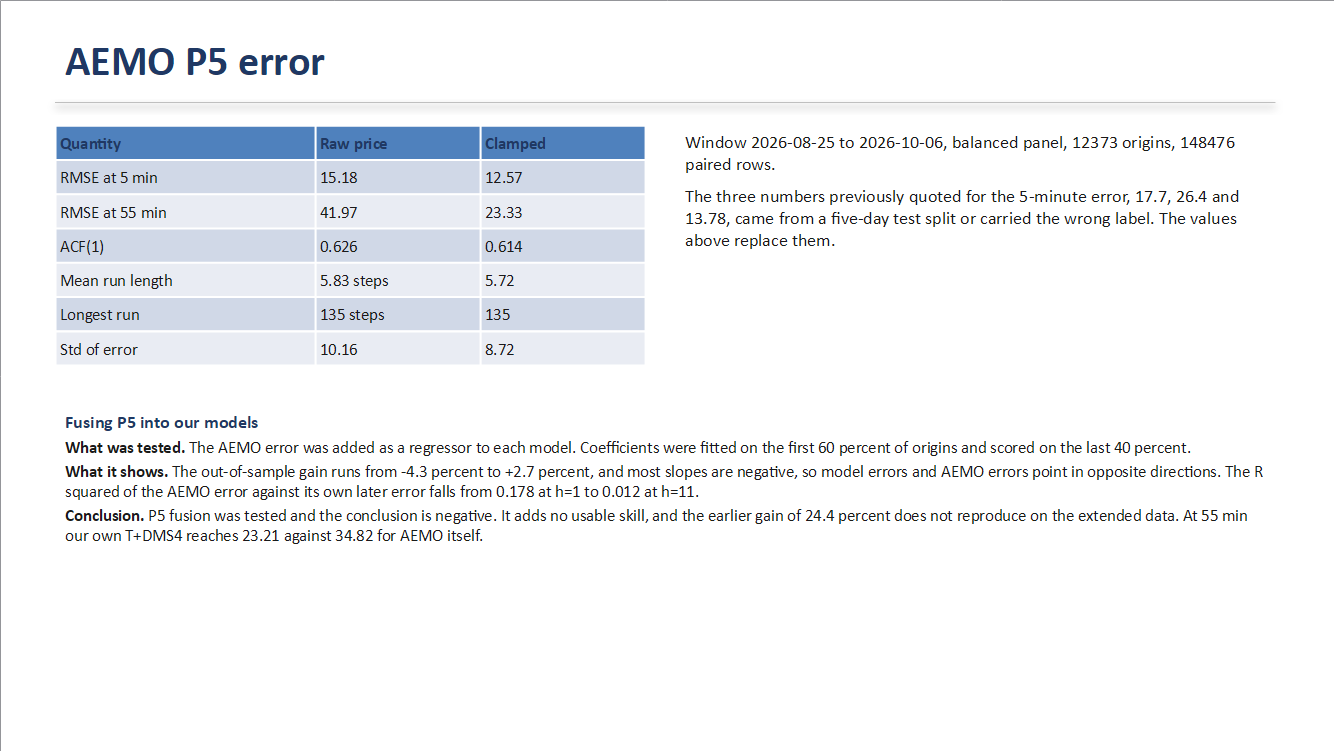 AEMO P5 error
Quantity Raw price Clamped
RMSE at 5 min 15.18 12.57
RMSE at 55 min 41.97 23.33
ACF(1) 0.626 0.614
Mean run length 5.83 steps 5.72
Longest run 135 steps 135
Std of error 10.16 8.72
Window 2026-08-25 to 2026-10-06, balanced panel, 12373 origins, 148476
paired rows.
The three numbers previously quoted for the 5-minute error, 17.7, 26.4 and
13.78, came from a five-day test split or carried the wrong label. The values
above replace them.
Fusing P5 into our models
What was tested. The AEMO error was added as a regressor to each model. Coefficients were fitted on the first 60 percent of origins and scored on the last 40 percent.
What it shows. The out-of-sample gain runs from -4.3 percent to +2.7 percent, and most slopes are negative, so model errors and AEMO errors point in opposite directions. The R
squared of the AEMO error against its own later error falls from 0.178 at h=1 to 0.012 at h=11.
Conclusion. P5 fusion was tested and the conclusion is negative. It adds no usable skill, and the earlier gain of 24.4 percent does not reproduce on the extended data. At 55 min
our own T+DMS4 reaches 23.21 against 34.82 for AEMO itself.